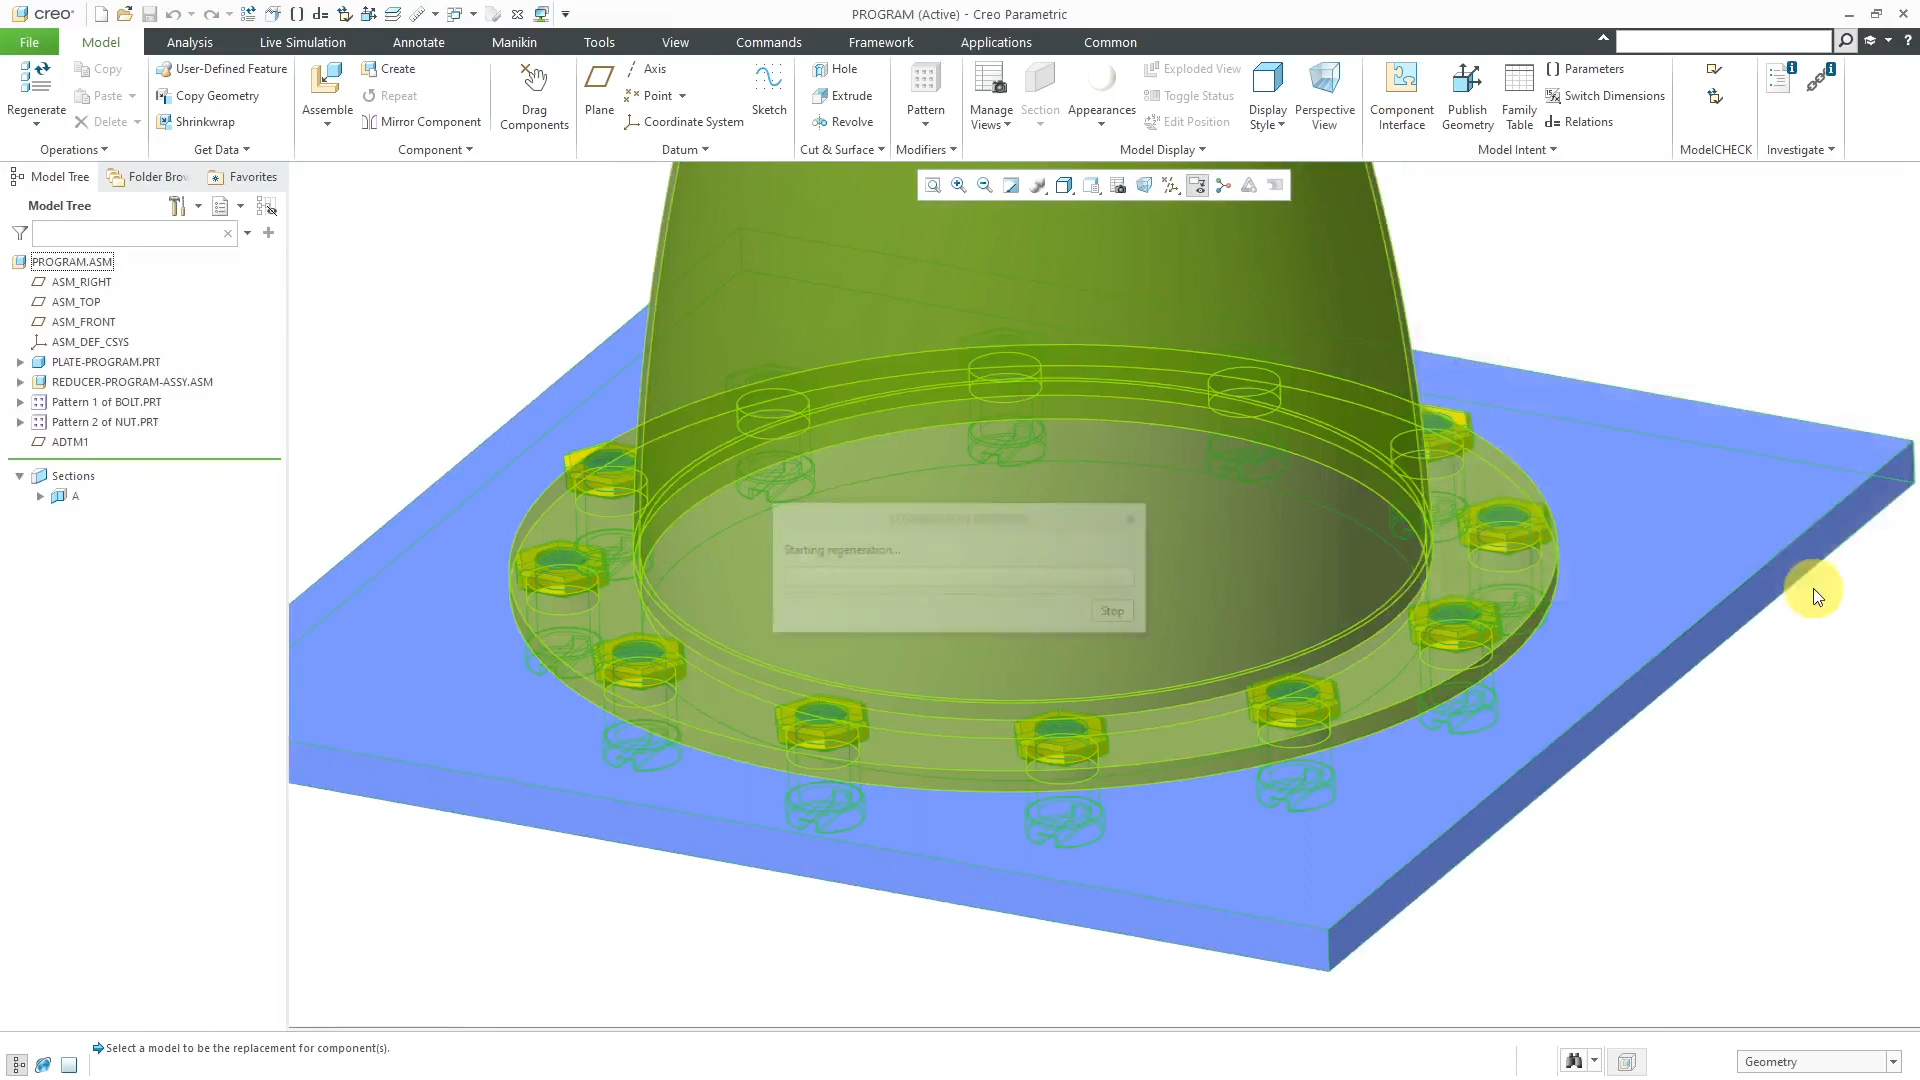 creo
PROGRAM (Active) - Creo Parametric
File
Model
Analysis
Live Simulation
Annotate
Manikin
Tools
View
Commands
Framework
Applications
Common
Regenerate
Copy
Paste
Delete
Operations
User-Defined Feature
Copy Geometry
Shrinkwrap
Get Data
Assemble
Create
Repeat
Mirror Component
Component
Drag Components
Plane
Axis
Point
Coordinate System
Sketch
Datum
Hole
Extrude
Revolve
Cut & Surface
Pattern
Modifiers
Manage Views
Section
Appearances
Exploded View
Toggle Status
Edit Position
Display Style
Perspective View
Model Display
Component Interface
Publish Geometry
Family Table
Parameters
Switch Dimensions
d= Relations
Model Intent
ModelCHECK
Investigate
Model Tree
Folder Brov
Favorites
Model Tree
PROGRAM.ASM
ASM_RIGHT
ASM_TOP
ASM_FRONT
ASM_DEF_CSYS
PLATE-PROGRAM.PRT
REDUCER-PROGRAM-ASSY.ASM
Pattern 1 of BOLT.PRT
Pattern 2 of NUT.PRT
ADTM1
Sections
A
Starting regeneration...
Stop
Select a model to be the replacement for component(s).
Geometry